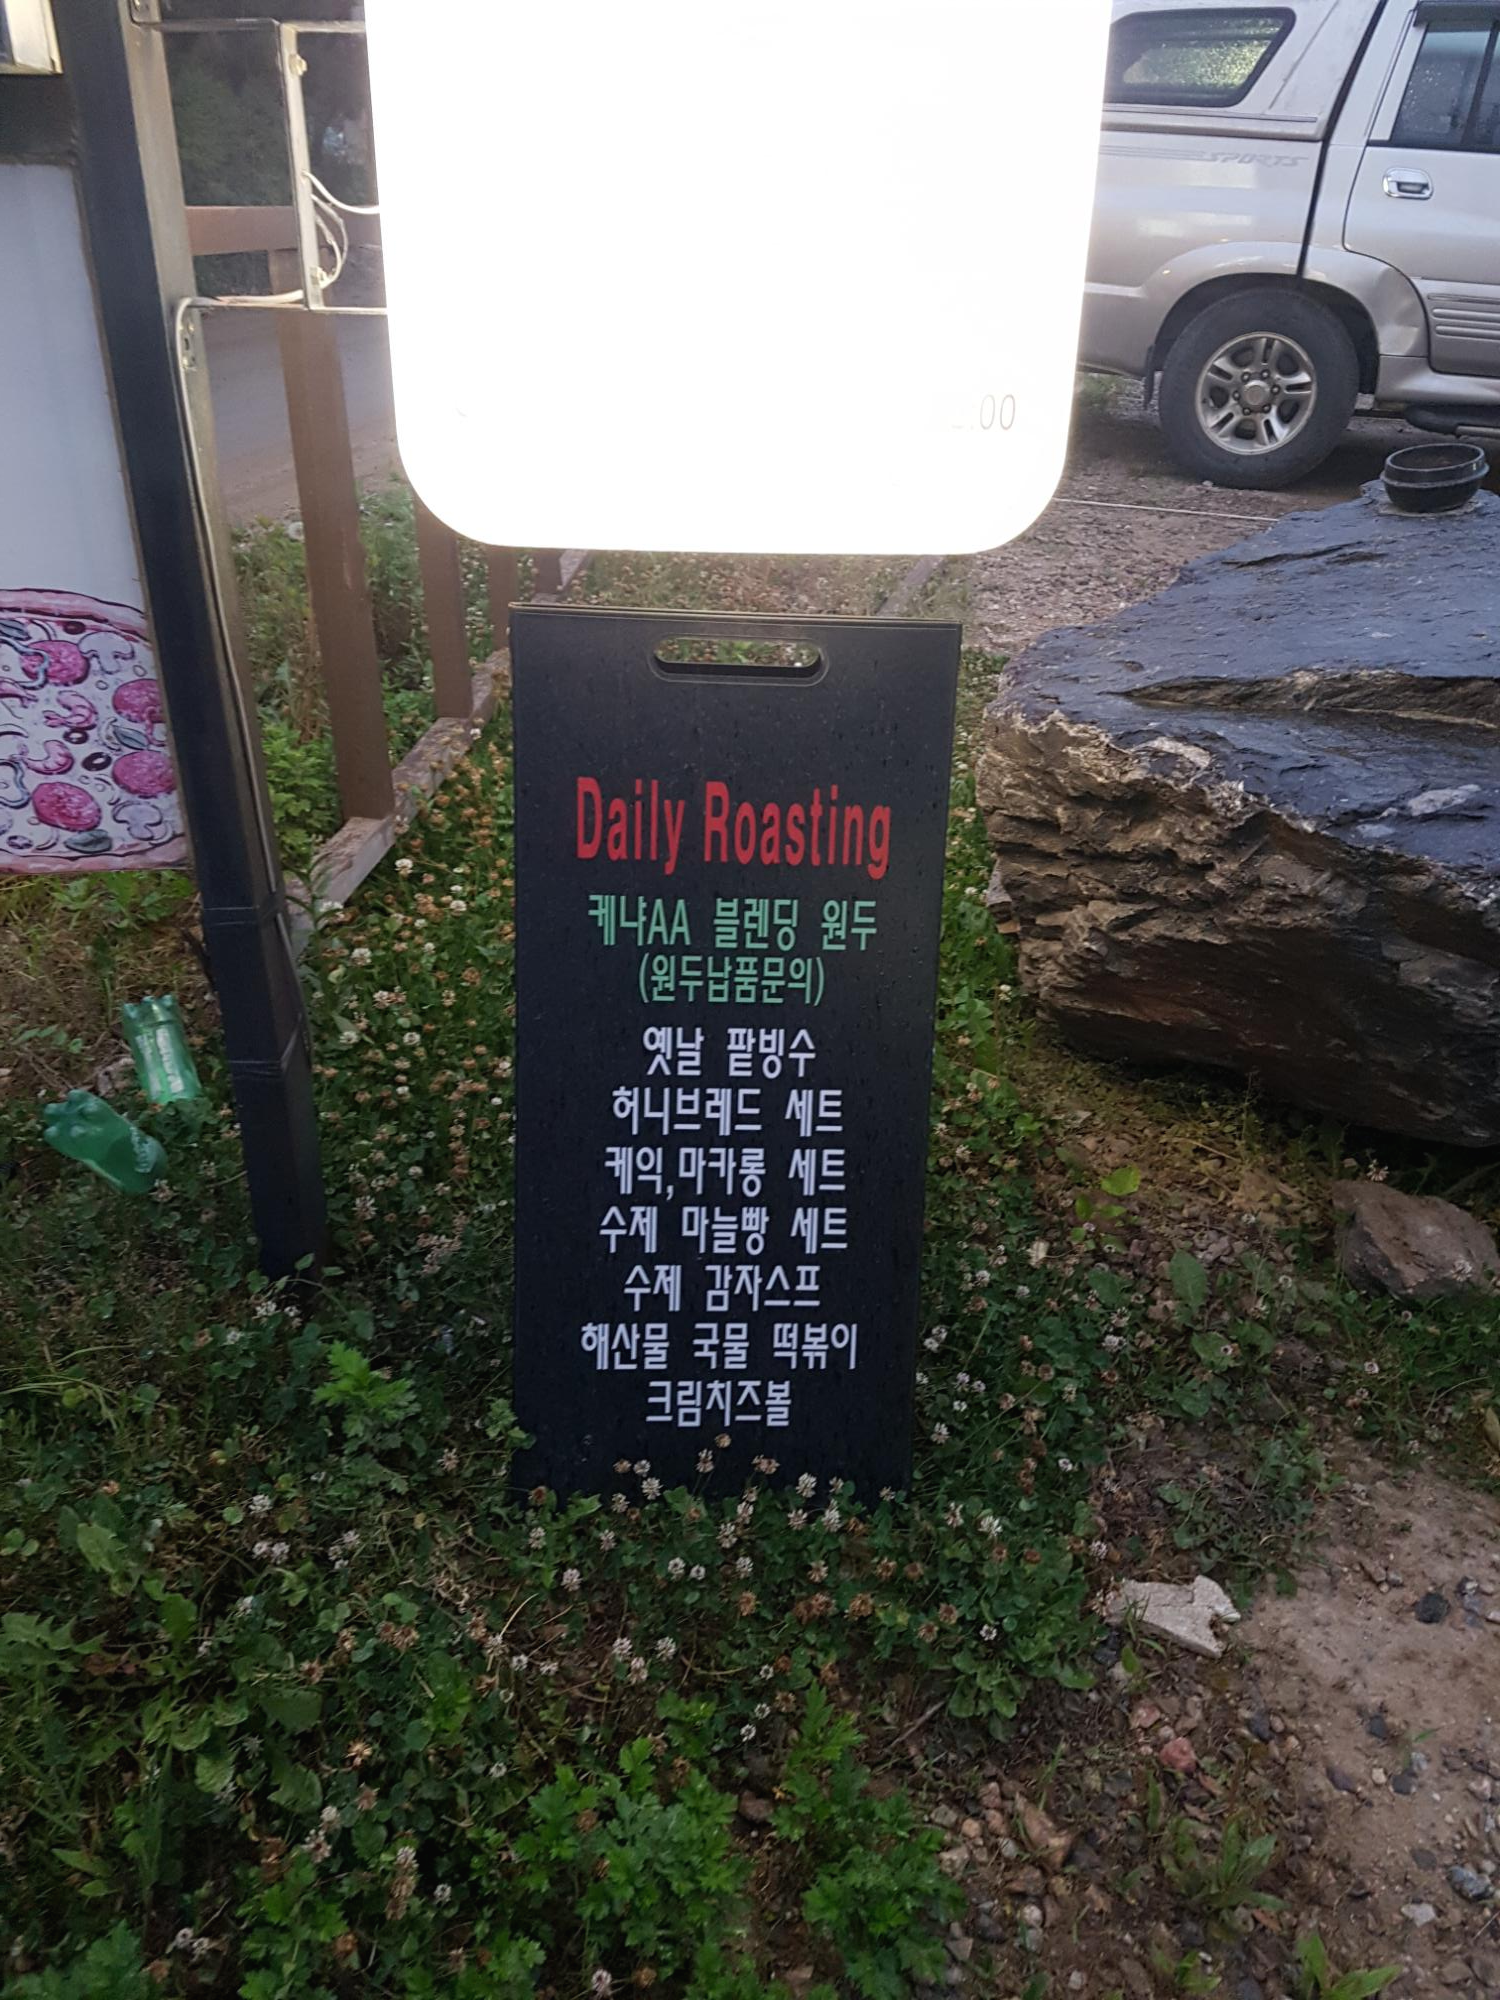 SPORTS
:00
Daily Roasting
케냐AA 블렌딩 원두
(원두납품문의)
옛날 팥빙수
허니브레드 세트
케익,마카롱 세트
수제 마늘빵 세트
수제 감자스프
해산물 국물 떡볶이
크림치즈볼